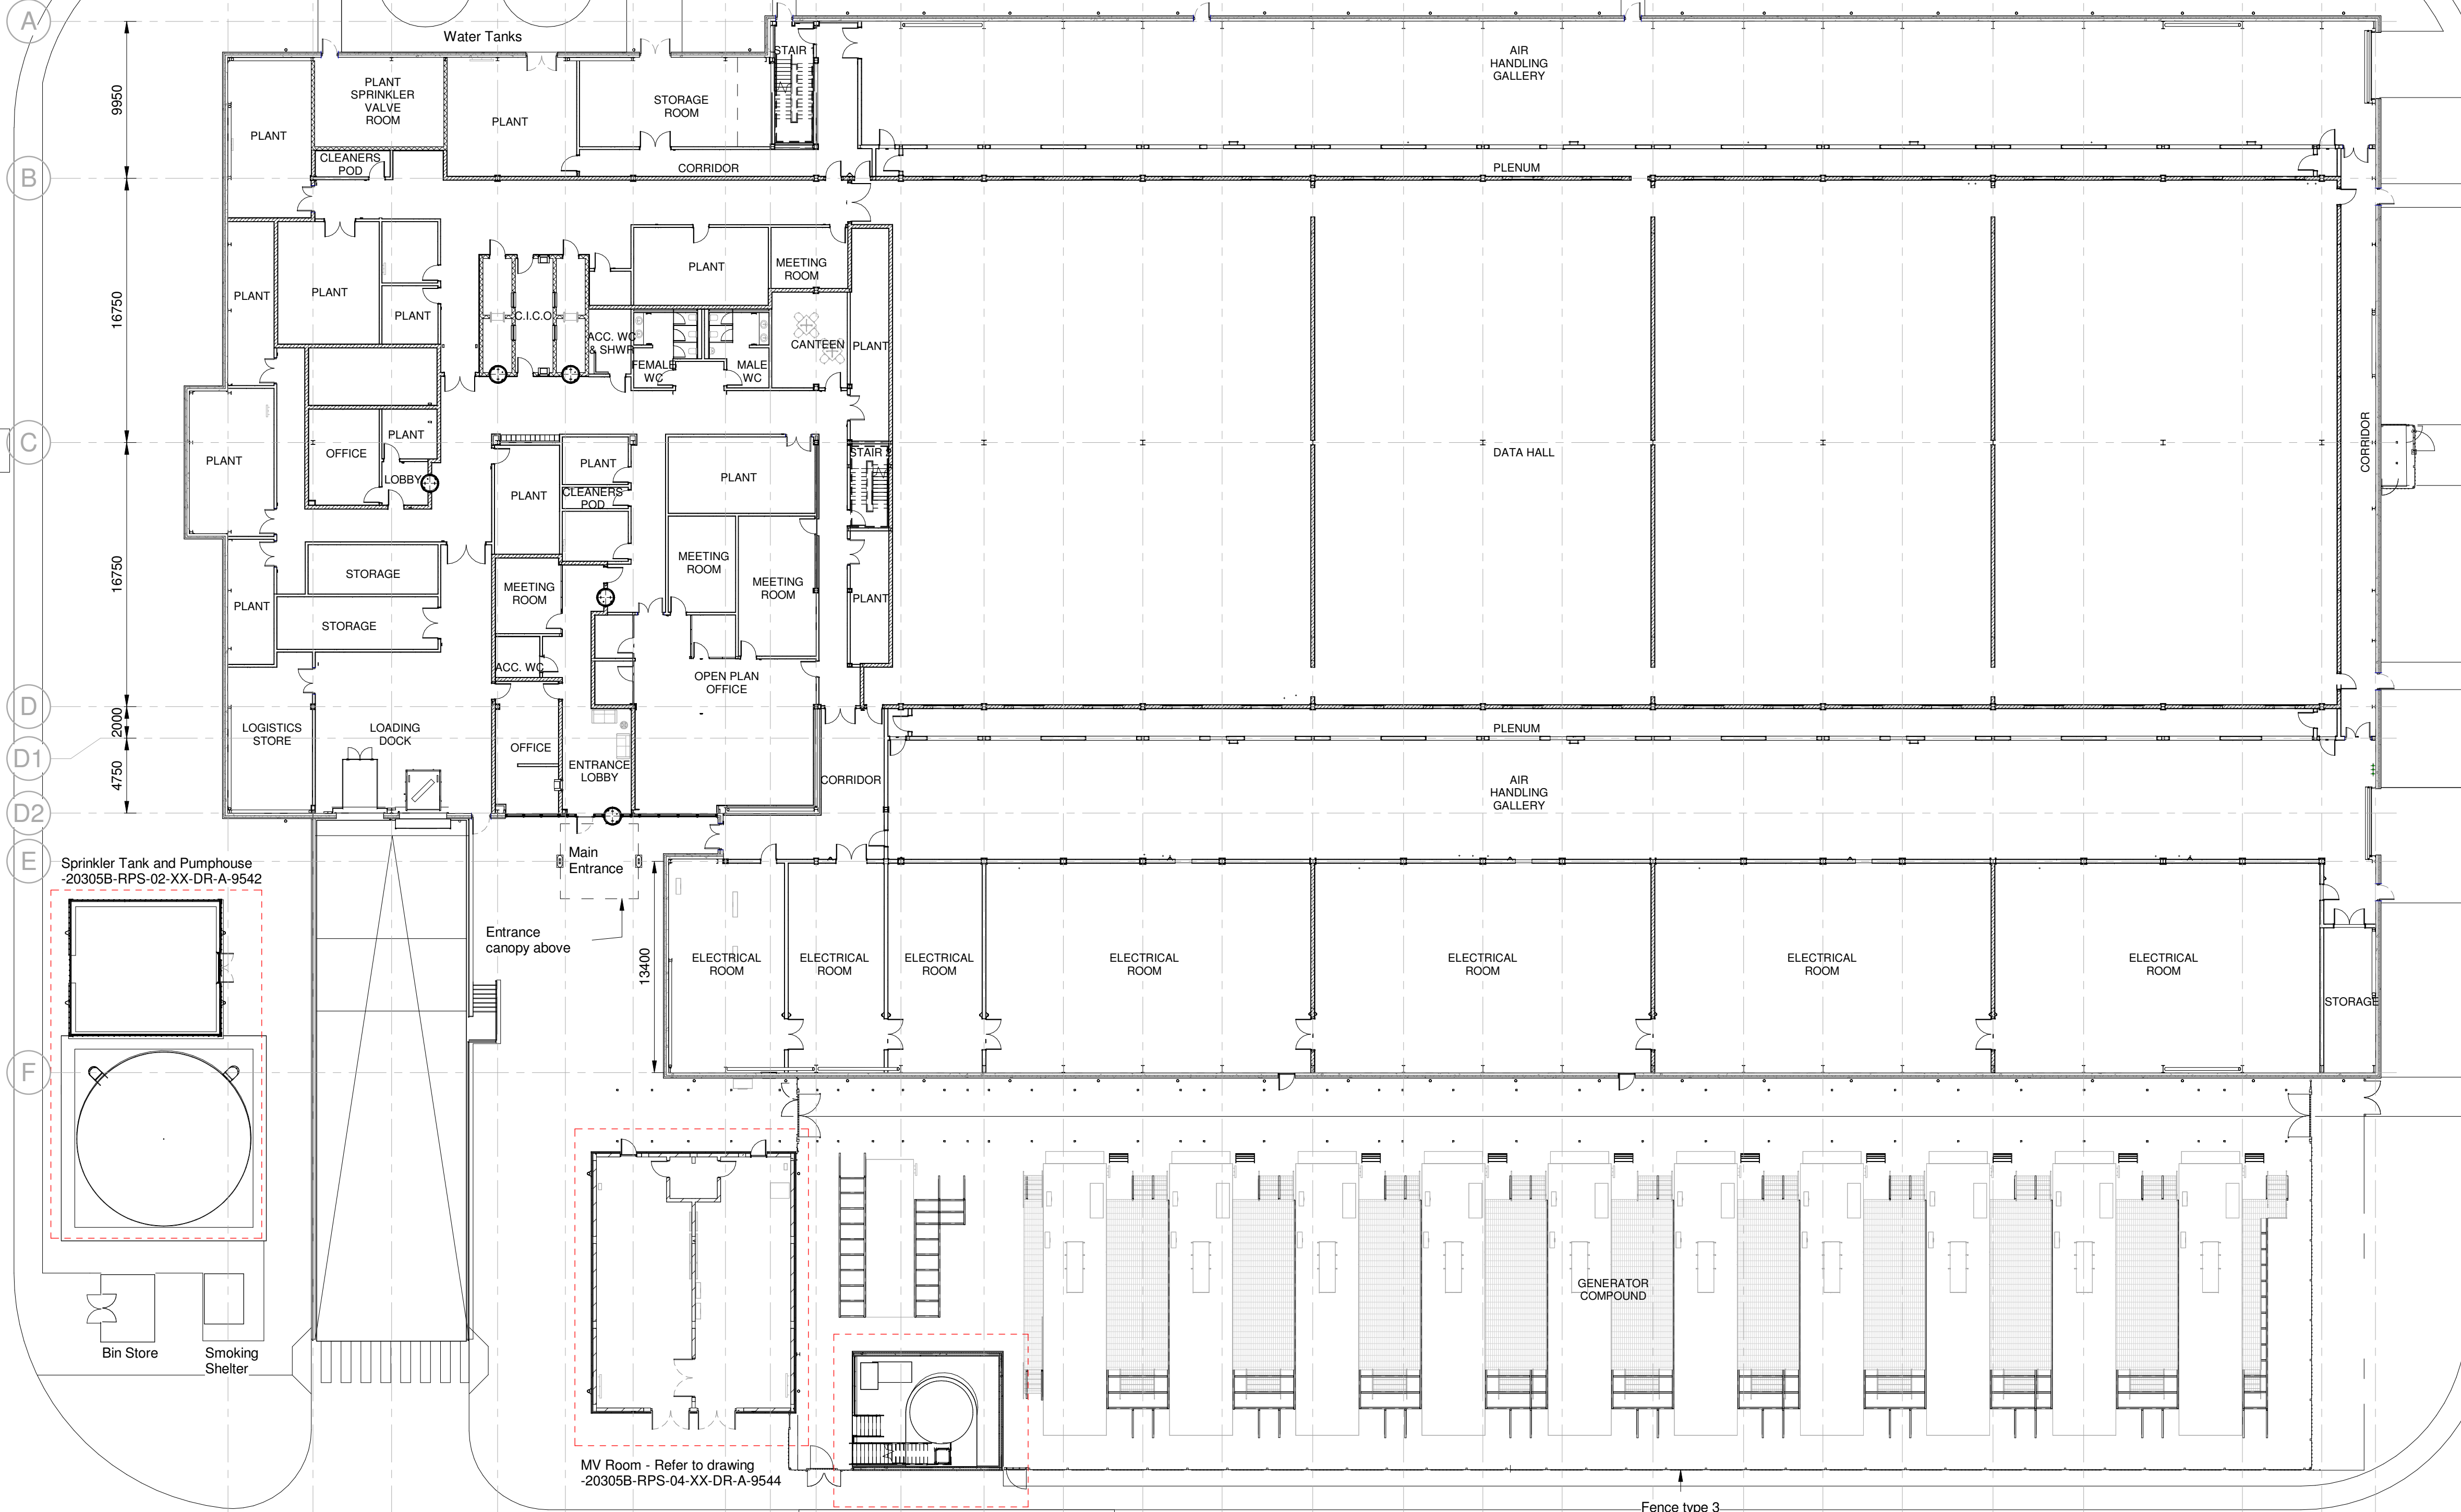 A
Water Tanks
STAIR
AIR
HANDLING
GALLERY
9950
PLANT
SPRINKLER
VALVE
ROOM
PLANT
STORAGE
ROOM
PLANT
CLEANERS
POD
B
CORRIDOR
PLENUM
16750
PLANT
PLANT
PLANT
C.I.C.O
PLANT
MEETING
ROOM
ACC. WC
& SHWR
FEMALE
WC
MALE
WC
CANTEEN
PLANT
C
PLANT
OFFICE
PLANT
LOBBY
PLANT
PLANT
CLEANERS
POD
PLANT
STAIR 2
DATA HALL
CORRIDOR
16750
PLANT
STORAGE
STORAGE
MEETING
ROOM
MEETING
ROOM
MEETING
ROOM
PLANT
ACC. WC
OPEN PLAN
OFFICE
D
2000
D1
4750
D2
LOGISTICS
STORE
LOADING
DOCK
OFFICE
ENTRANCE
LOBBY
CORRIDOR
PLENUM
AIR
HANDLING
GALLERY
E
Sprinkler Tank and Pumphouse
-20305B-RPS-02-XX-DR-A-9542
Main
Entrance
Entrance
canopy above
13400
ELECTRICAL
ROOM
ELECTRICAL
ROOM
ELECTRICAL
ROOM
ELECTRICAL
ROOM
ELECTRICAL
ROOM
ELECTRICAL
ROOM
ELECTRICAL
ROOM
STORAGE
F
GENERATOR
COMPOUND
Bin Store
Smoking
Shelter
MV Room - Refer to drawing
-20305B-RPS-04-XX-DR-A-9544
Fence type 3